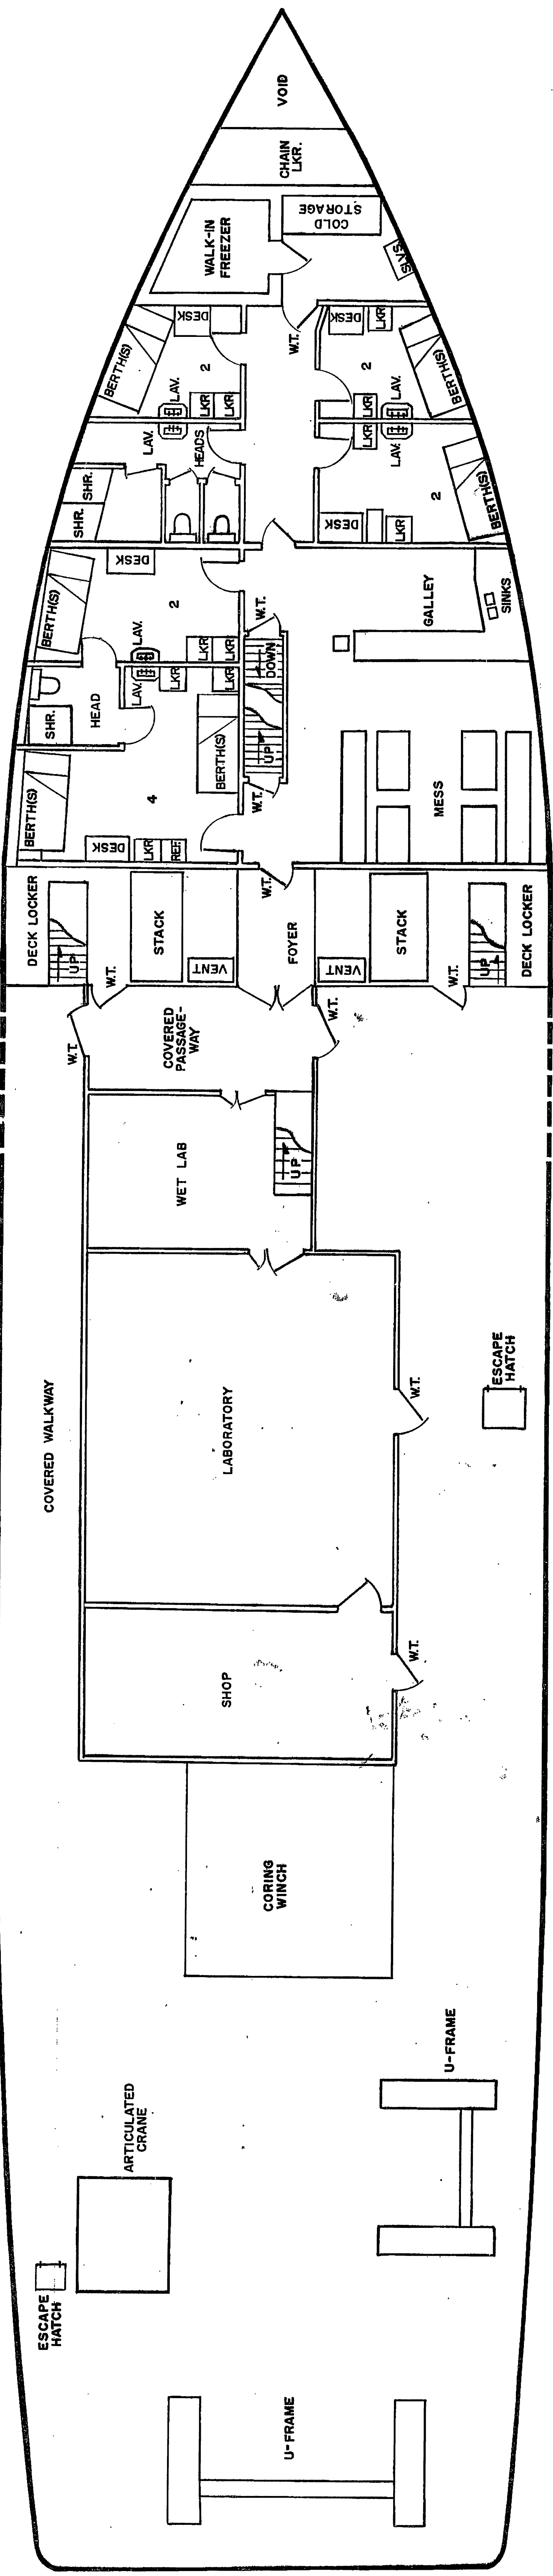 VOID
CHAIN
LKR.
COLD
STORAGE
WALK-IN
FREEZER
W.T.
DESK
BERTH(S)
2
LAV.
LKR
LKR
DESK
LKR
2
BERTH(S)
LAV.
LKR
LAV.
HEADS
SHR.
SHR.
LKR
LAV.
2
BERTH(S)
DESK
LKR
DESK
BERTH(S)
2
LAV.
LKR
LKR
W.T.
DOWN
UP
W.T.
GALLEY
SINKS
LAV.
LKR
LKR
HEAD
SHR.
BERTH(S)
BERTH(S)
4
DESK
LKR
REF.
MESS
W.T.
DECK LOCKER
UP
W.T.
STACK
VENT
FOYER
VENT
STACK
W.T.
UP
DECK LOCKER
W.T.
COVERED
PASSAGE-
WAY
W.T.
WET LAB
UP
COVERED WALKWAY
LABORATORY
W.T.
ESCAPE
HATCH
SHOP
W.T.
CORING
WINCH
ARTICULATED
CRANE
U-FRAME
ESCAPE
HATCH
U-FRAME